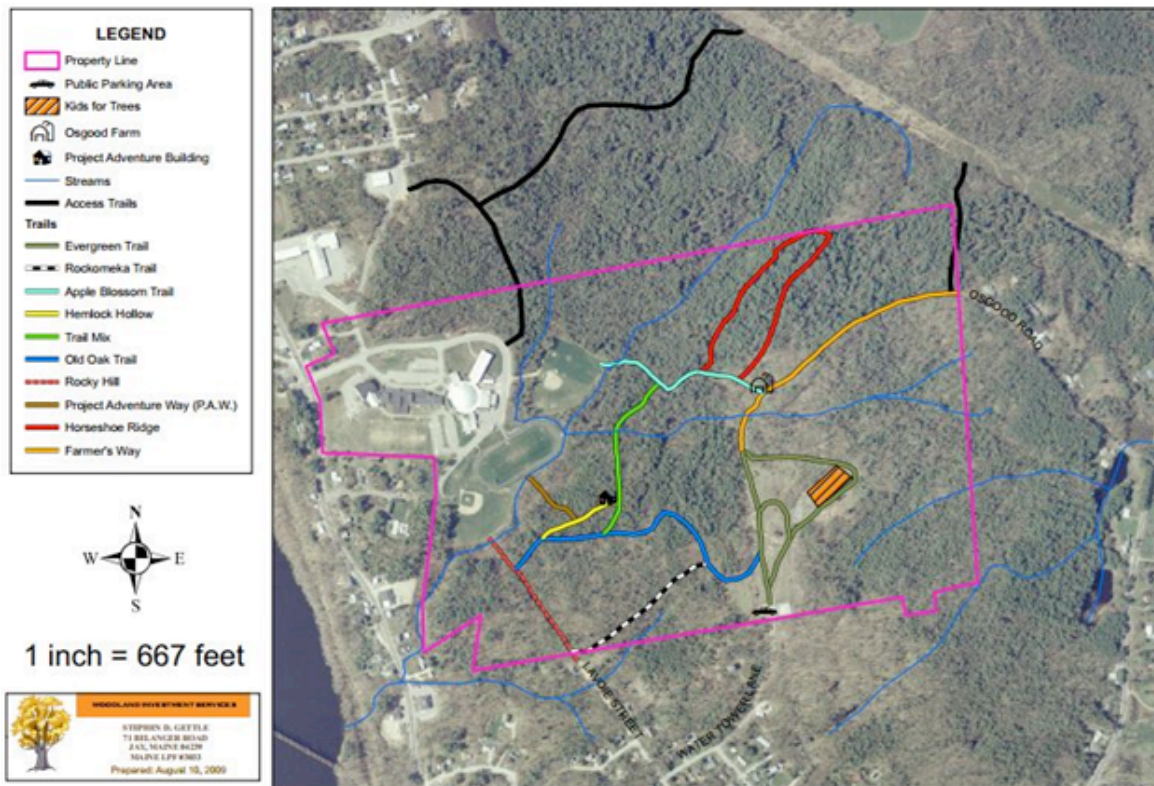 LEGEND
Property Line
Public Parking Area
Kids for Trees
Osgood Farm
Project Adventure Building
Streams
Access Trails
Trails
Evergreen Trail
Rockomeka Trail
Apple Blossom Trail
Hemlock Hollow
Trail Mix
Old Oak Trail
Rocky Hill
Project Adventure Way (P.A.W.)
Horseshoe Ridge
Farmer's Way
N
W E
S
1 inch = 667 feet
WOODLAND INVESTMENT SERVICES
STEPHEN D. GETTLE
71 BELANGER ROAD
JAY, MAINE 04239
MAINE LPF #3003
Prepared: August 10, 2009
OSGOOD ROAD
LAVOIE STREET
WATER TOWER LANE